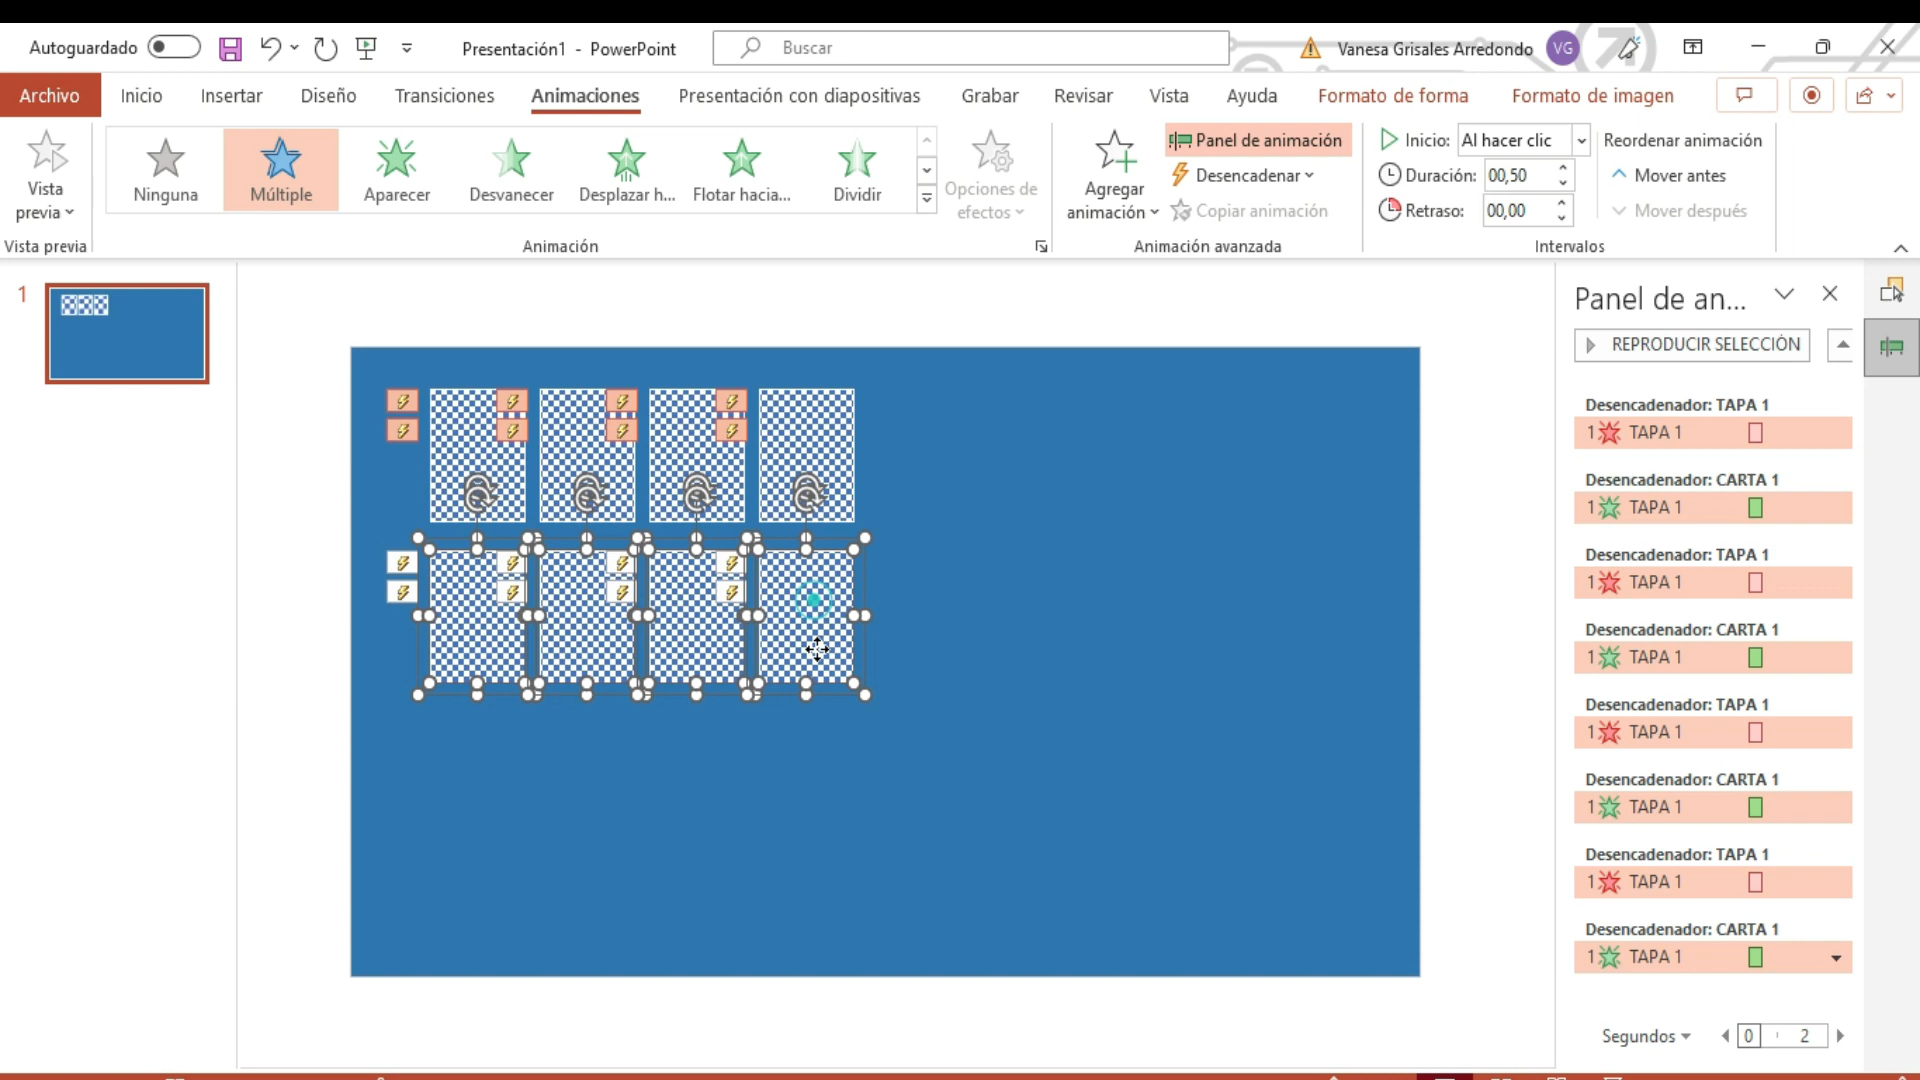 Autoguardado
Presentación1 - PowerPoint
Buscar
Vanesa Grisales Arredondo
VG
Archivo Inicio Insertar Diseño Transiciones Animaciones Presentación con diapositivas Grabar Revisar Vista Ayuda Formato de forma Formato de imagen
Vista previa
Ninguna
Múltiple
Aparecer
Desvanecer
Desplazar h...
Flotar hacia...
Dividir
Opciones de efectos
Agregar animación
Panel de animación
Desencadenar
Copiar animación
Inicio: Al hacer clic
Duración: 00,50
Retraso: 00,00
Reordenar animación
Mover antes
Mover después
Vista previa
Animación
Animación avanzada
Intervalos
1
Panel de an...
REPRODUCIR SELECCIÓN
Desencadenador: TAPA 1
1 TAPA 1
Desencadenador: CARTA 1
1 TAPA 1
Desencadenador: TAPA 1
1 TAPA 1
Desencadenador: CARTA 1
1 TAPA 1
Desencadenador: TAPA 1
1 TAPA 1
Desencadenador: CARTA 1
1 TAPA 1
Desencadenador: TAPA 1
1 TAPA 1
Desencadenador: CARTA 1
1 TAPA 1
Segundos 0 2